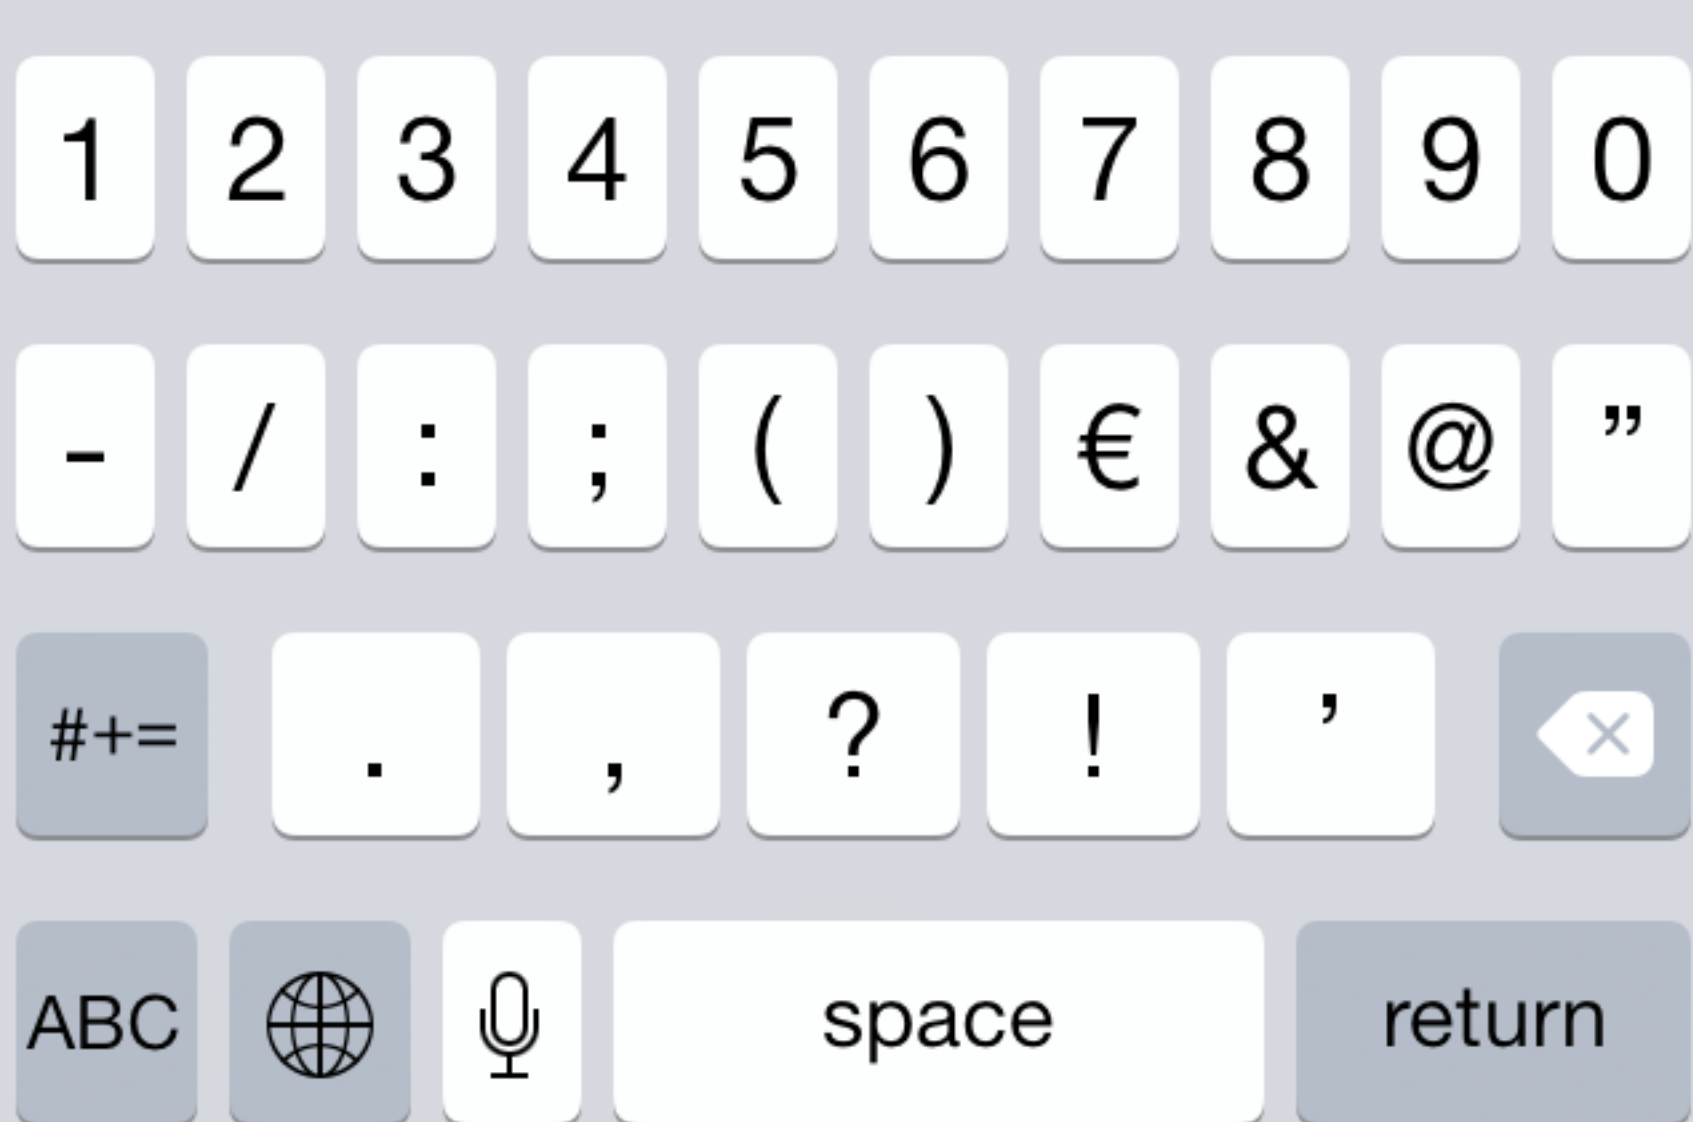 1 2 3 4 5 6 7 8 9 0
- / : ; ( ) € & @ ”
#+= . , ? ! ’
ABC space return